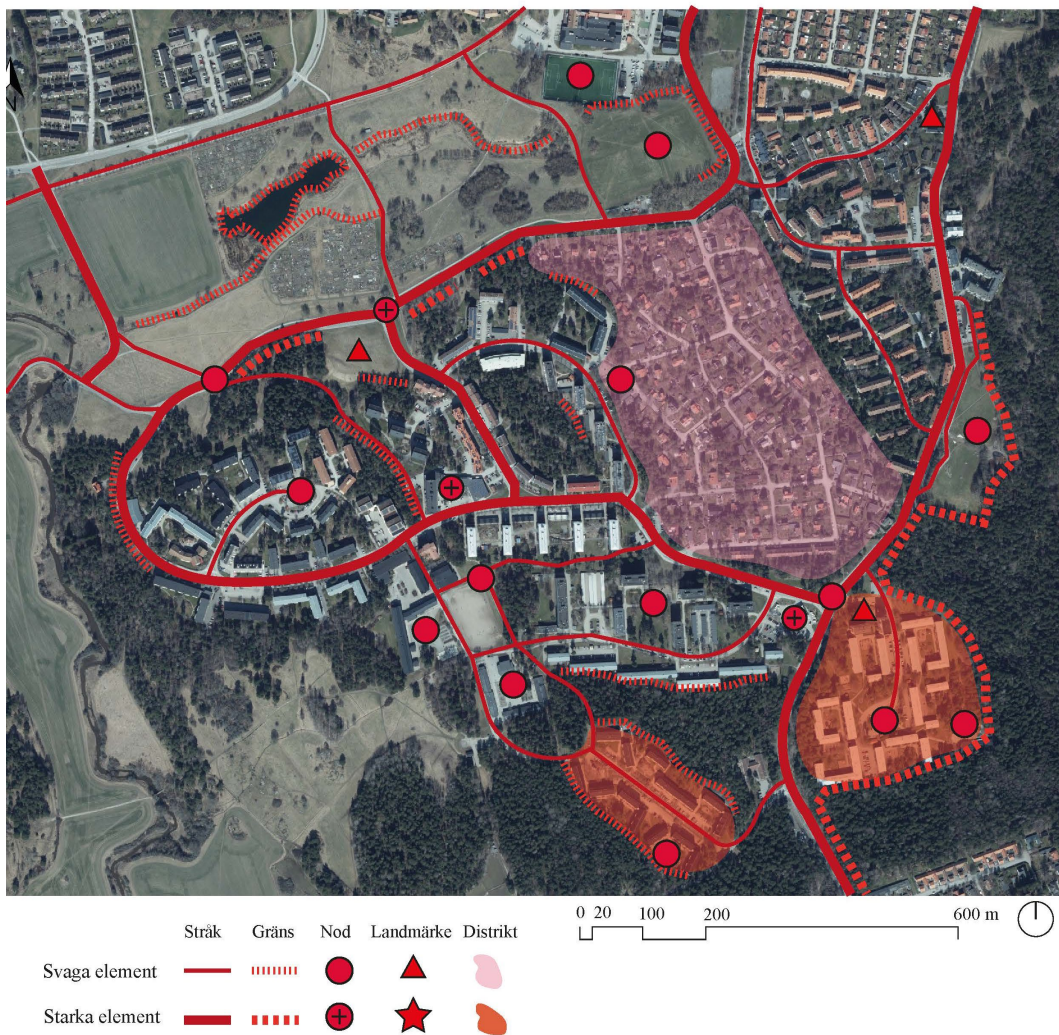 0 20 100 200 600 m
Stråk Gräns Nod Landmärke Distrikt
Svaga element
Starka element